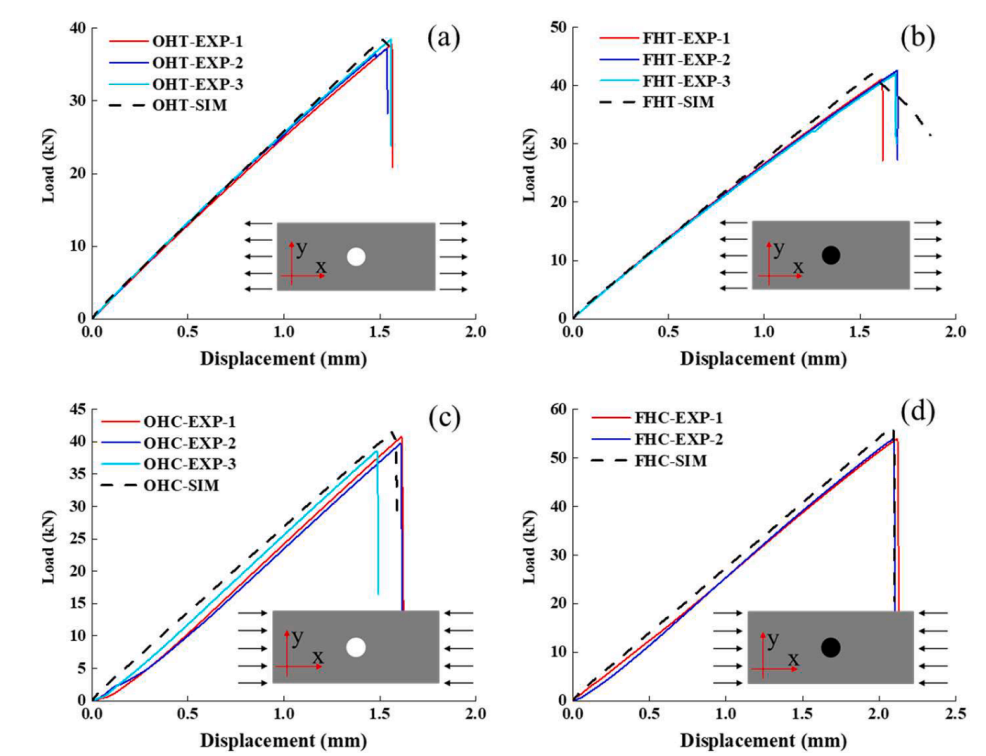 (a)
OHT-EXP-1
OHT-EXP-2
OHT-EXP-3
OHT-SIM
40
30
20
10
0
Load (kN)
y
x
0.0 0.5 1.0 1.5 2.0
Displacement (mm)
(b)
FHT-EXP-1
FHT-EXP-2
FHT-EXP-3
FHT-SIM
50
40
30
20
10
0
Load (kN)
y
x
0.0 0.5 1.0 1.5 2.0
Displacement (mm)
(c)
OHC-EXP-1
OHC-EXP-2
OHC-EXP-3
OHC-SIM
45
40
35
30
25
20
15
10
5
0
Load (kN)
y
x
0.0 0.5 1.0 1.5 2.0
Displacement (mm)
(d)
FHC-EXP-1
FHC-EXP-2
FHC-SIM
60
50
40
30
20
10
0
Load (kN)
y
x
0.0 0.5 1.0 1.5 2.0 2.5
Displacement (mm)